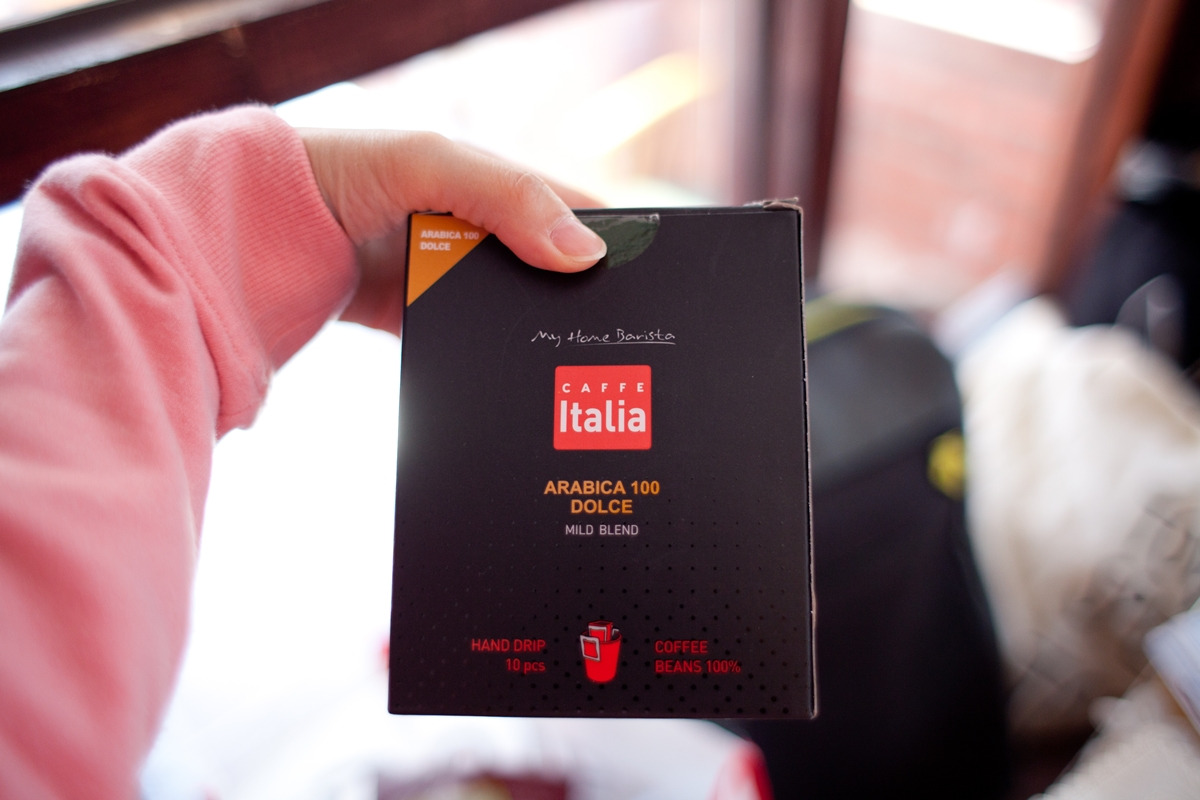 ARABICA 100
DOLCE
My Home Barista
CAFFE
Italia
ARABICA 100
DOLCE
MILD BLEND
HAND DRIP
10 pcs
COFFEE
BEANS 100%